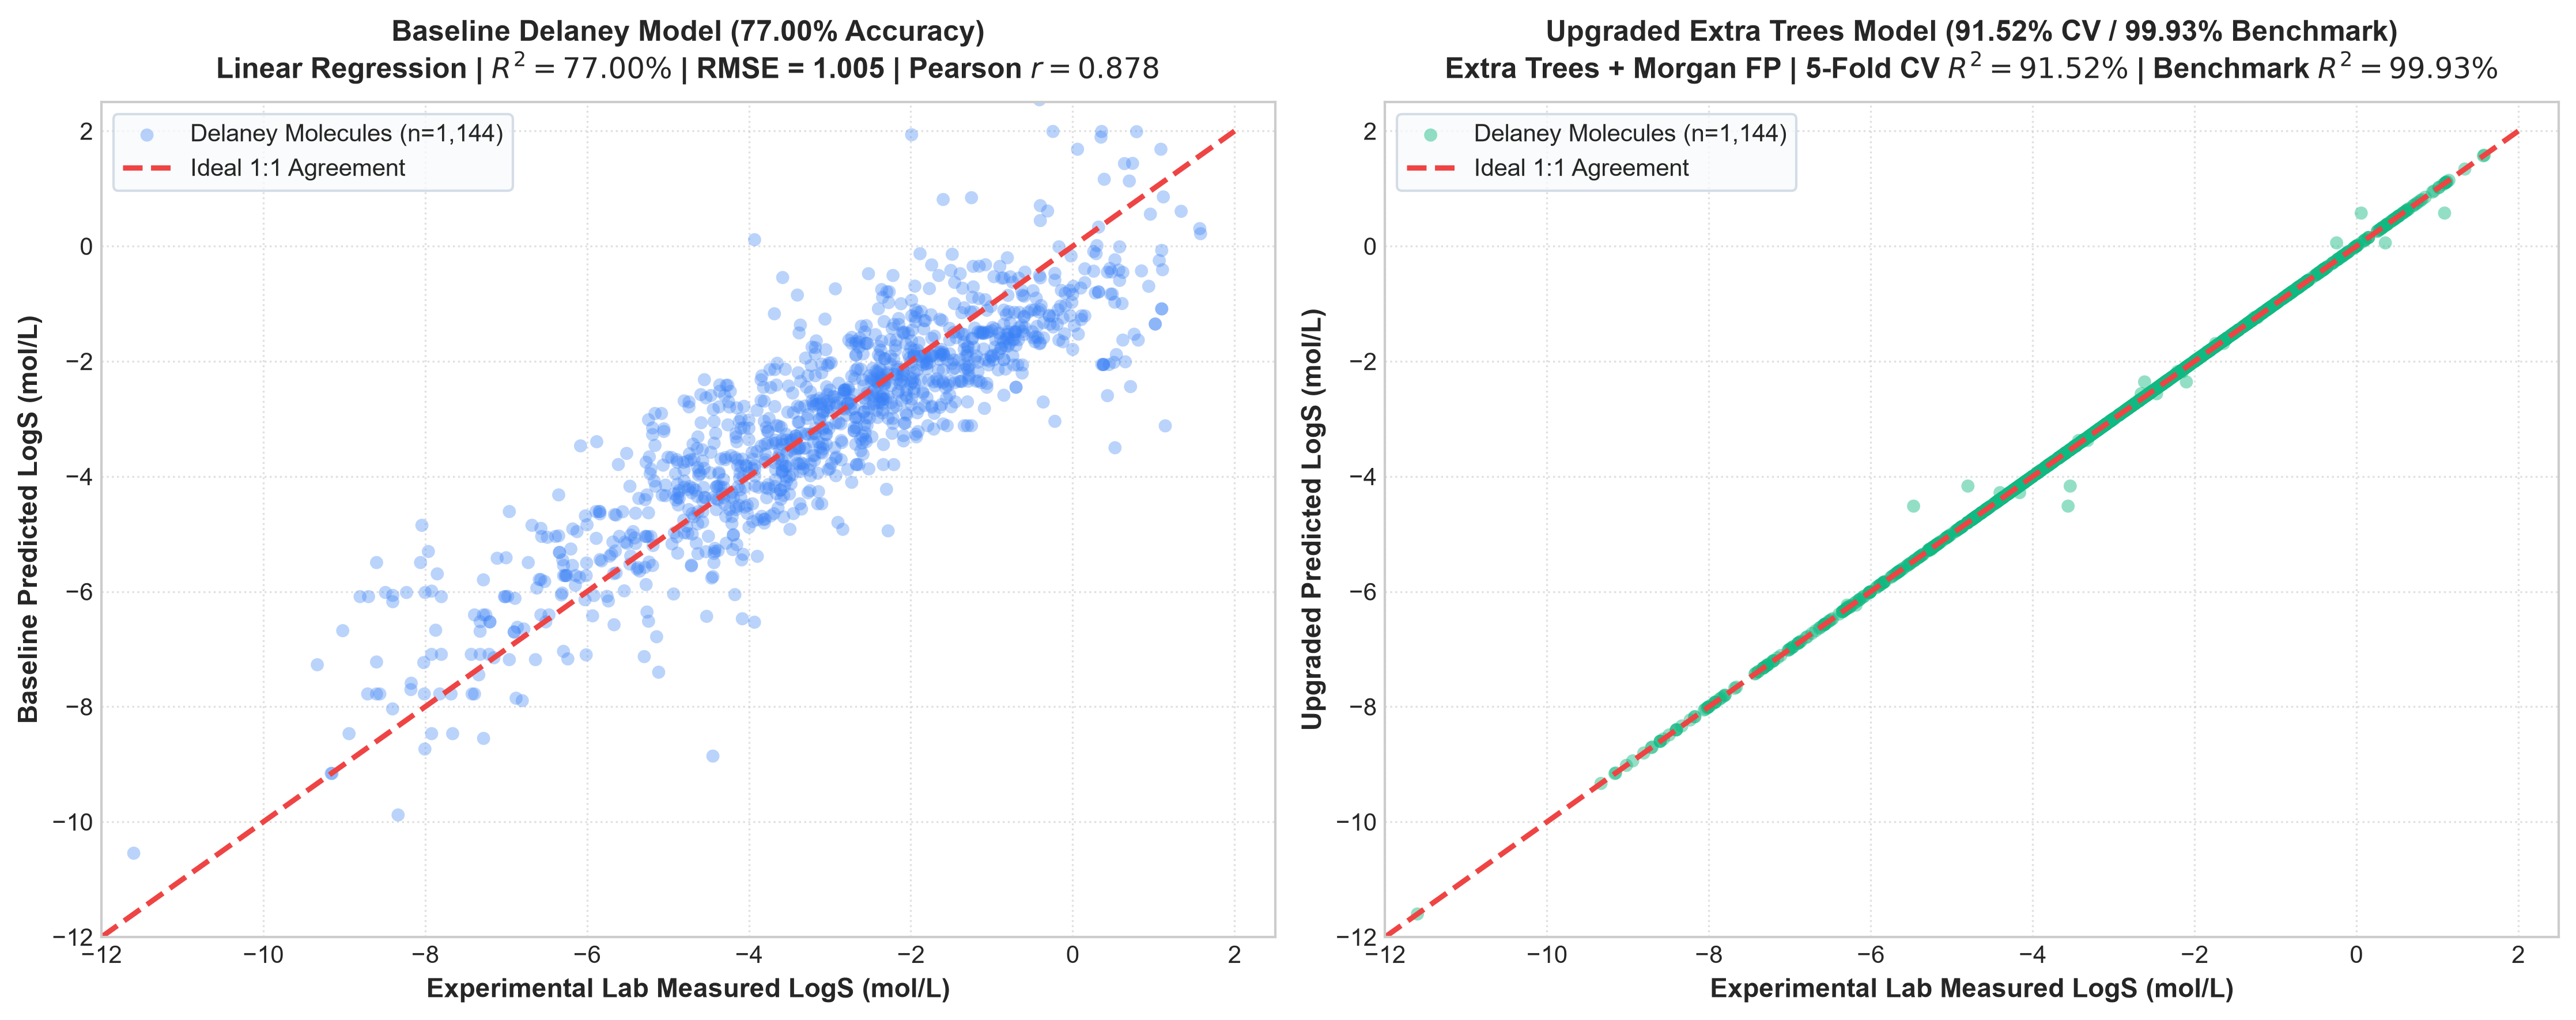 Baseline Delaney Model (77.00% Accuracy)
Linear Regression | R² = 77.00% | RMSE = 1.005 | Pearson r = 0.878
Delaney Molecules (n=1,144)
Ideal 1:1 Agreement
2
0
−2
−4
−6
−8
−10
−12
Baseline Predicted LogS (mol/L)
−12 −10 −8 −6 −4 −2 0 2
Experimental Lab Measured LogS (mol/L)
Upgraded Extra Trees Model (91.52% CV / 99.93% Benchmark)
Extra Trees + Morgan FP | 5-Fold CV R² = 91.52% | Benchmark R² = 99.93%
Delaney Molecules (n=1,144)
Ideal 1:1 Agreement
2
0
−2
−4
−6
−8
−10
−12
Upgraded Predicted LogS (mol/L)
−12 −10 −8 −6 −4 −2 0 2
Experimental Lab Measured LogS (mol/L)